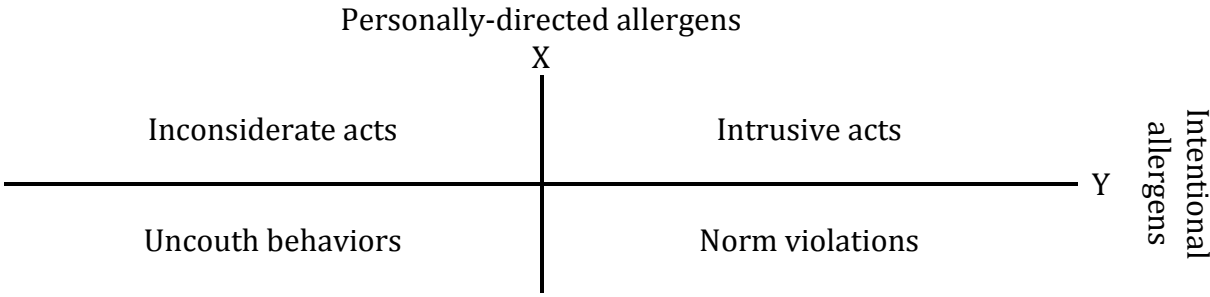 Personally-directed allergens
X
Inconsiderate acts
Intrusive acts
Intentional
allergens
Y
Uncouth behaviors
Norm violations